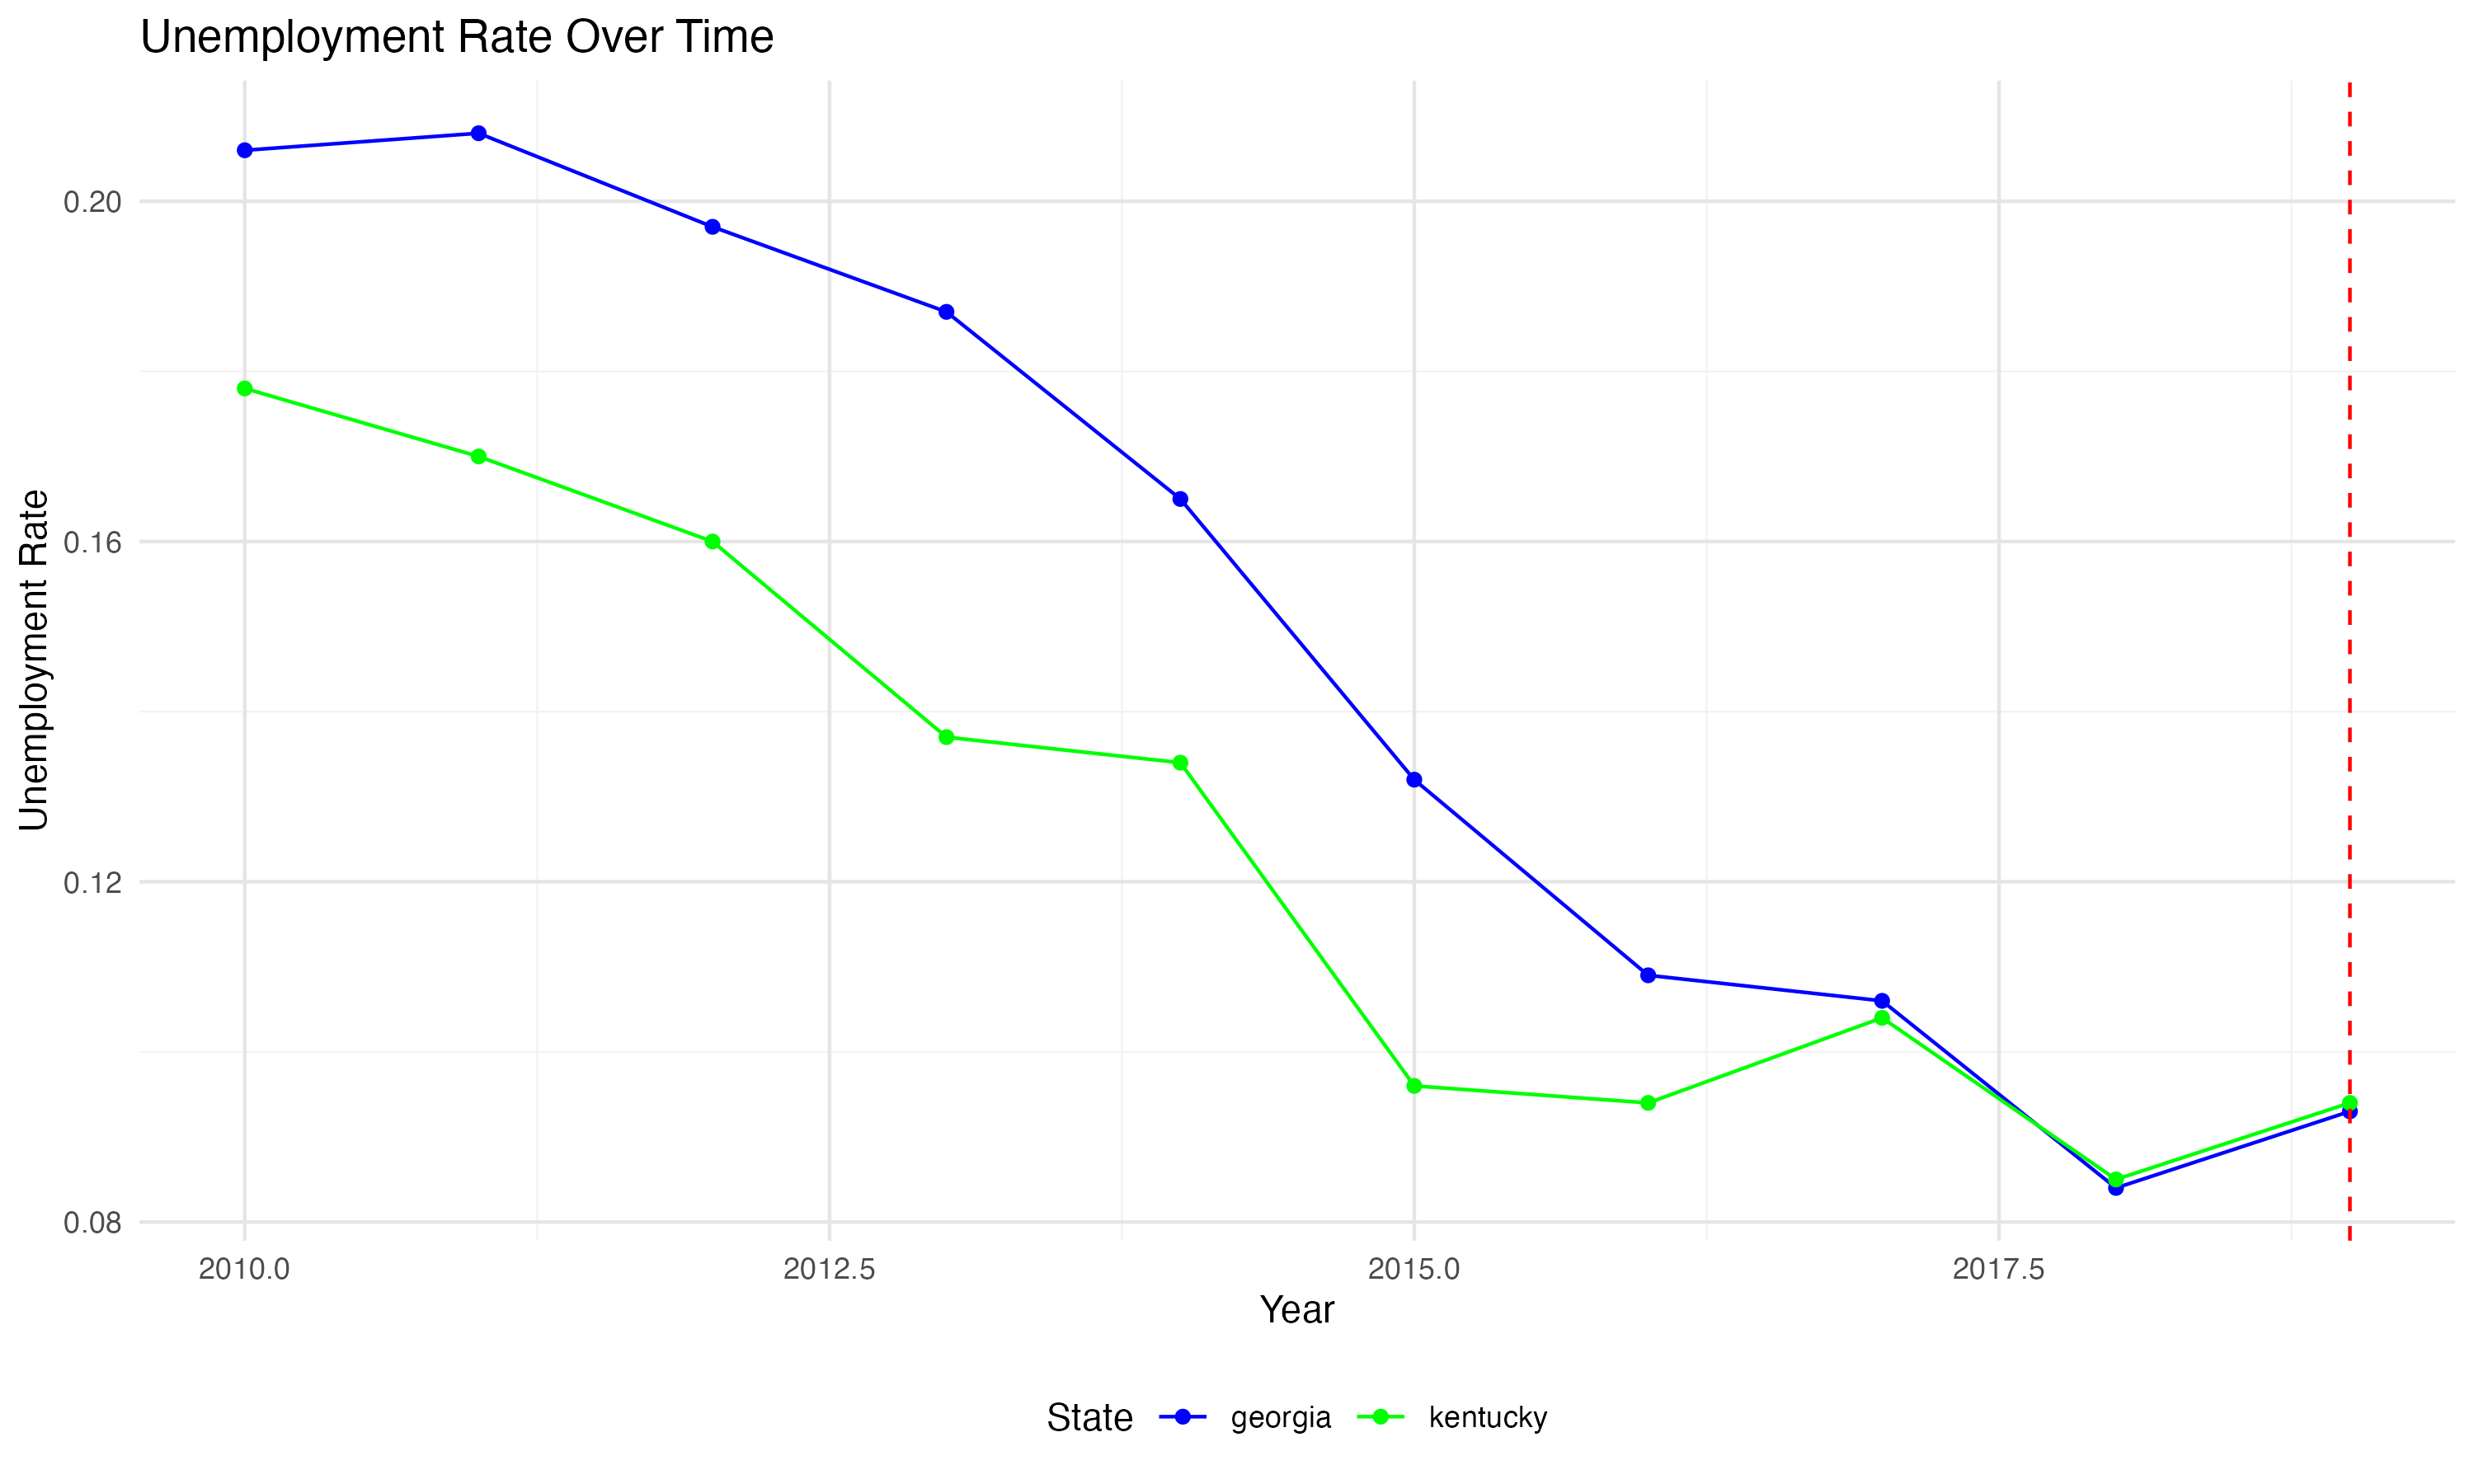 Unemployment Rate Over Time
Unemployment Rate
0.20
0.16
0.12
0.08
2010.0 2012.5 2015.0 2017.5
Year
State georgia kentucky